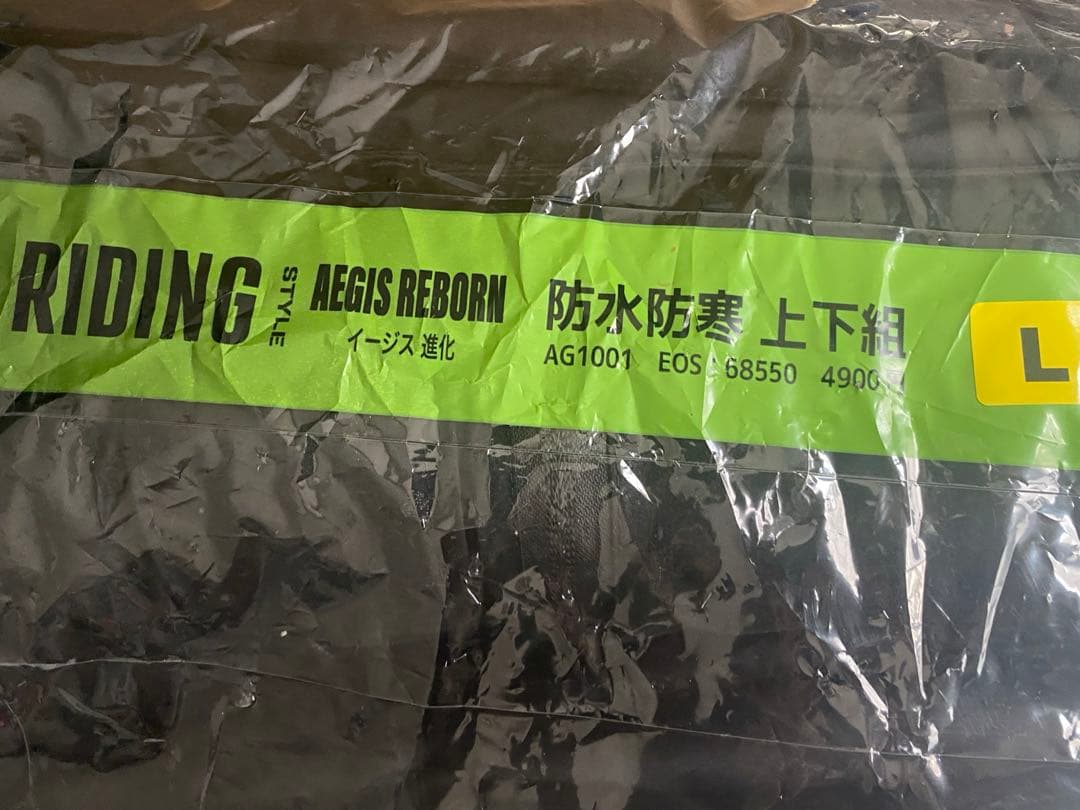 RIDING STYLE
AEGIS REBORN
イージス 進化
防水防寒 上下組
AG1001 EOS : 68550 4900
L